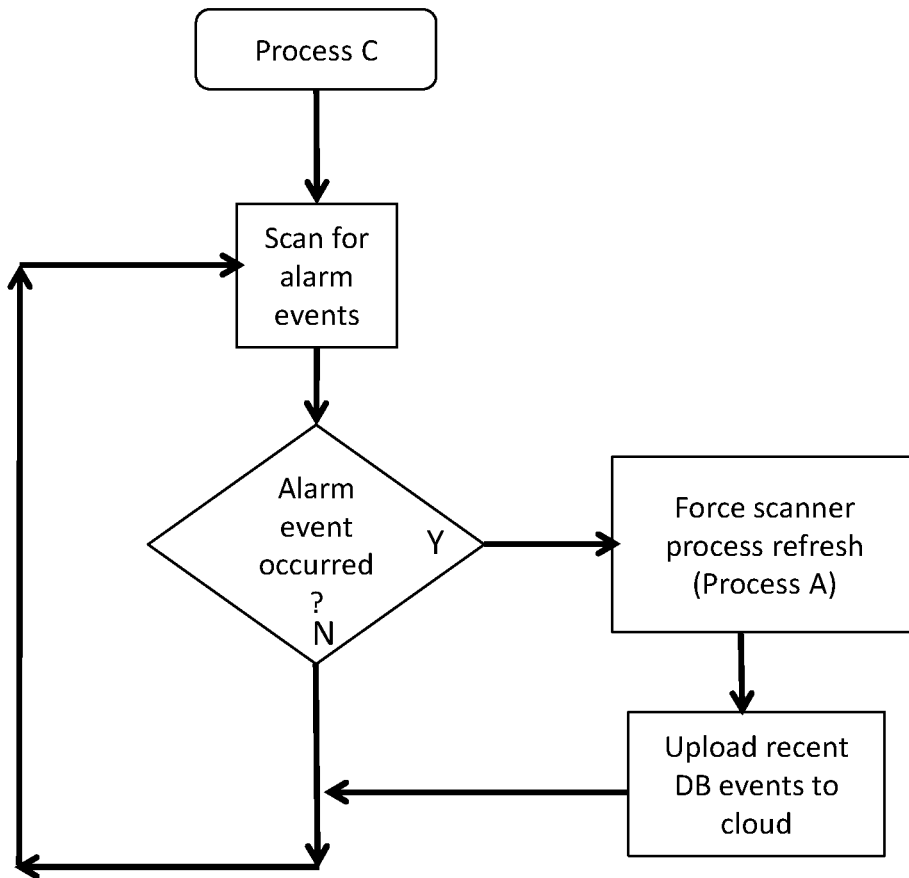 Process C
Scan for
alarm
events
Alarm
event
occurred
?
Y
N
Force scanner
process refresh
(Process A)
Upload recent
DB events to
cloud